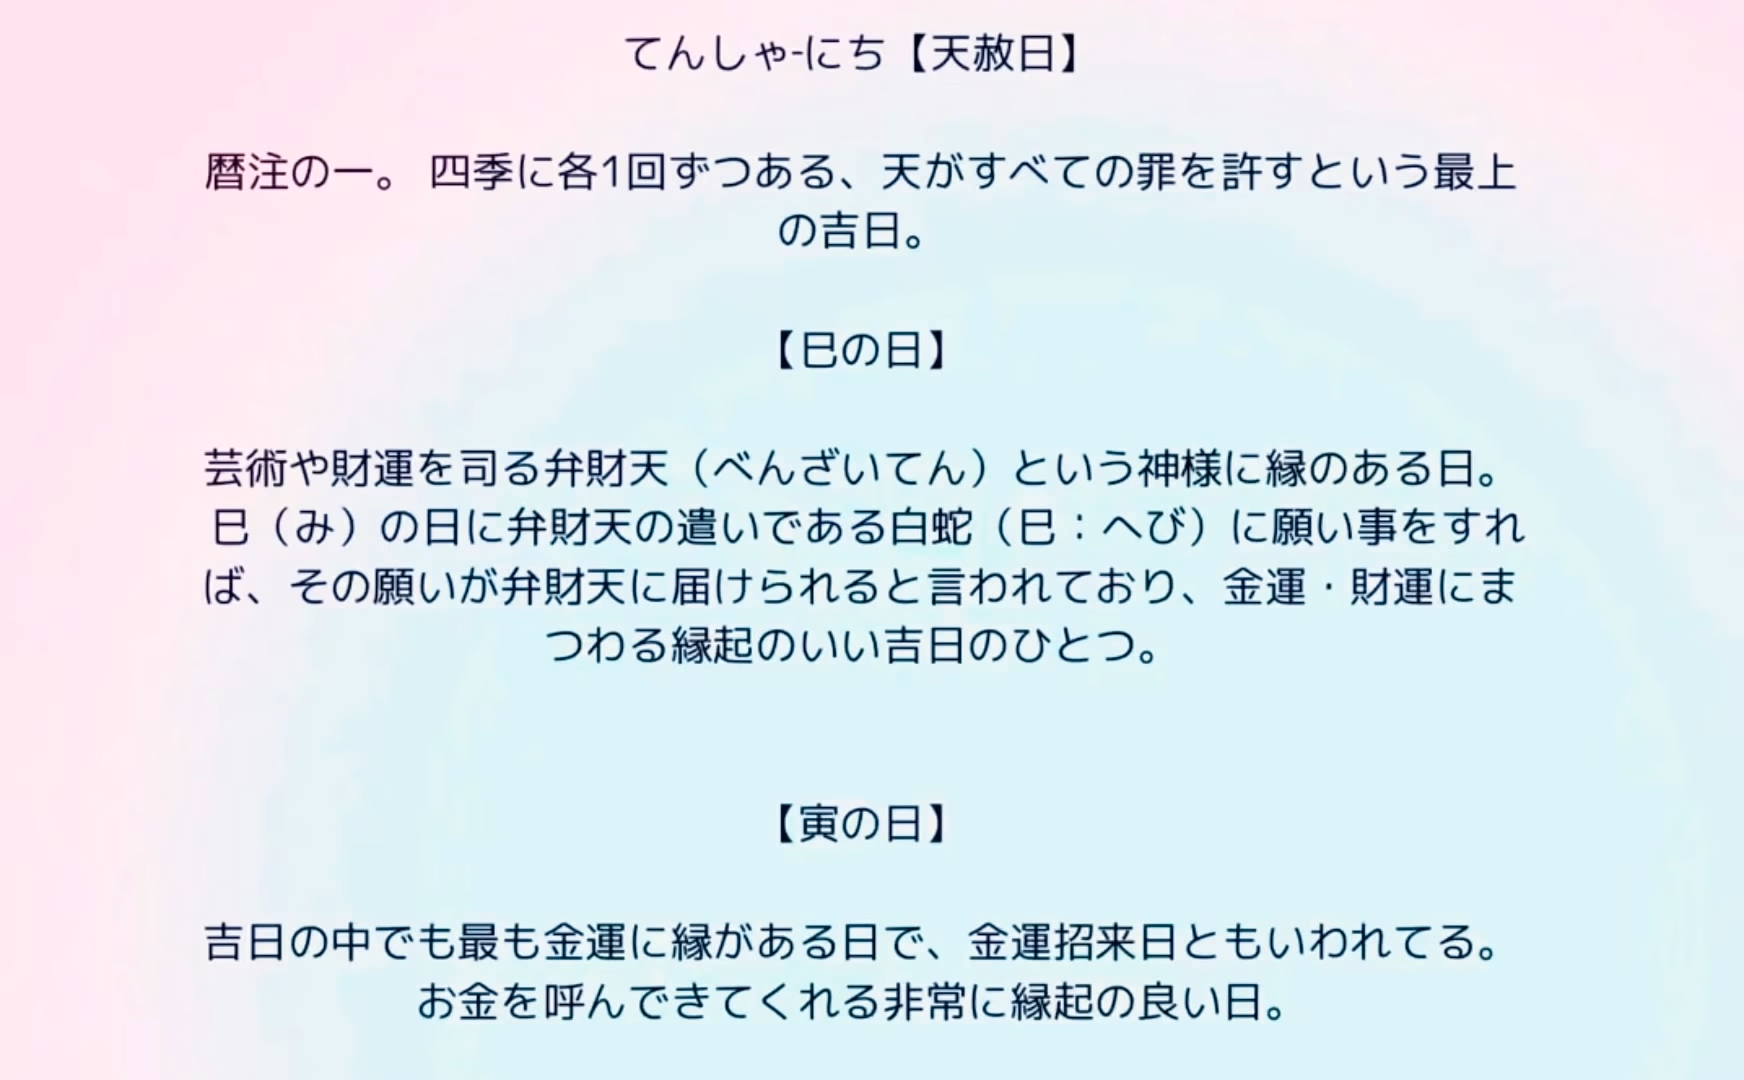 てんしゃ-にち【天赦日】
暦注の一。 四季に各1回ずつある、天がすべての罪を許すという最上
の吉日。
【巳の日】
芸術や財運を司る弁財天（べんざいてん）という神様に縁のある日。
巳（み）の日に弁財天の遣いである白蛇（巳：へび）に願い事をすれ
ば、その願いが弁財天に届けられると言われており、金運・財運にま
つわる縁起のいい吉日のひとつ。
【寅の日】
吉日の中でも最も金運に縁がある日で、金運招来日ともいわれてる。
お金を呼んできてくれる非常に縁起の良い日。